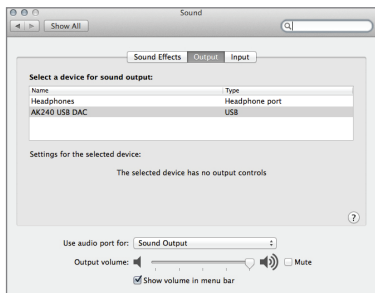 Sound
Show All
Sound Effects Output Input
Select a device for sound output:
Name Type
Headphones Headphone port
AK240 USB DAC USB
Settings for the selected device:
The selected device has no output controls
?
Use audio port for: Sound Output
Output volume: Mute
Show volume in menu bar